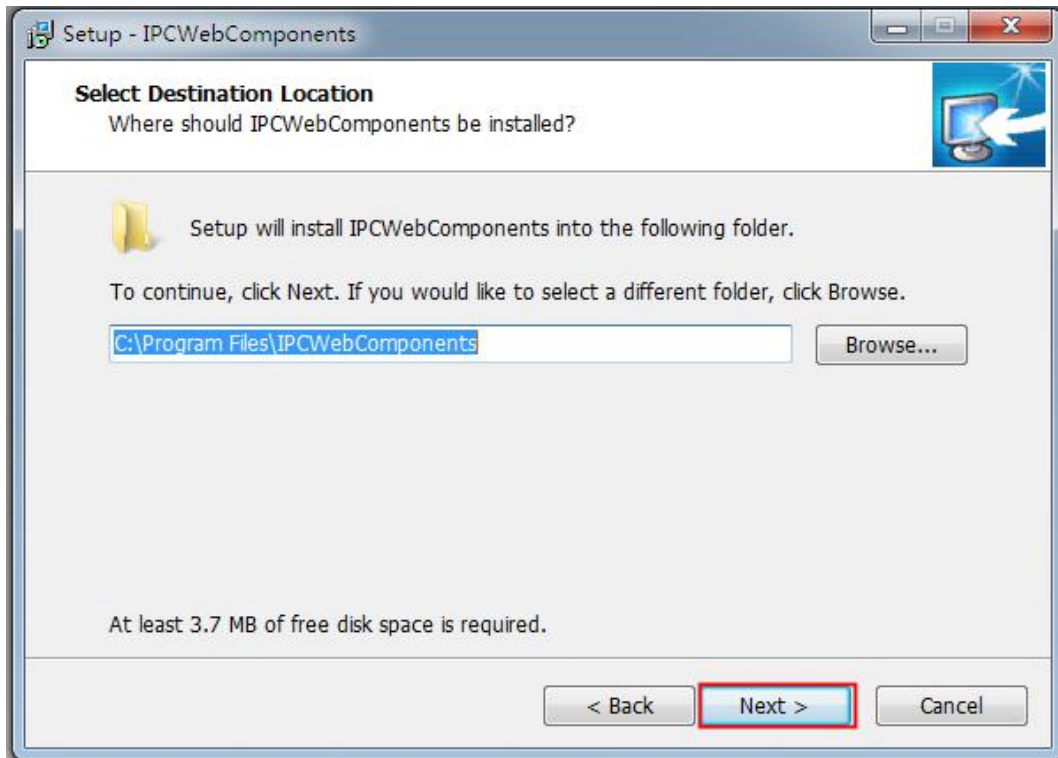 Setup - IPCWebComponents
Select Destination Location
Where should IPCWebComponents be installed?
Setup will install IPCWebComponents into the following folder.
To continue, click Next. If you would like to select a different folder, click Browse.
C:\Program Files\IPCWebComponents
Browse...
At least 3.7 MB of free disk space is required.
< Back
Next >
Cancel